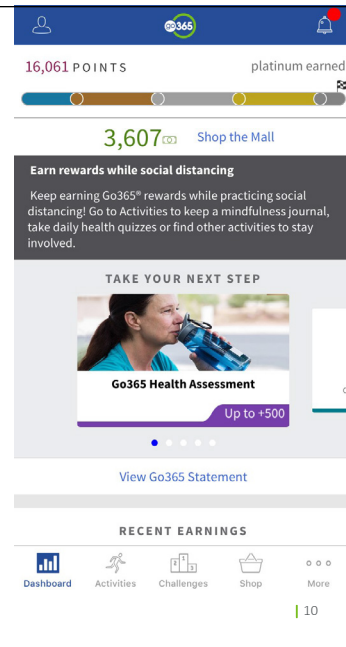 go365
16,061 POINTS platinum earned
3,607 Shop the Mall
Earn rewards while social distancing
Keep earning Go365® rewards while practicing social
distancing! Go to Activities to keep a mindfulness journal,
take daily health quizzes or find other activities to stay
involved.
TAKE YOUR NEXT STEP
Go365 Health Assessment
Up to +500
View Go365 Statement
RECENT EARNINGS
Dashboard Activities Challenges Shop More
| 10